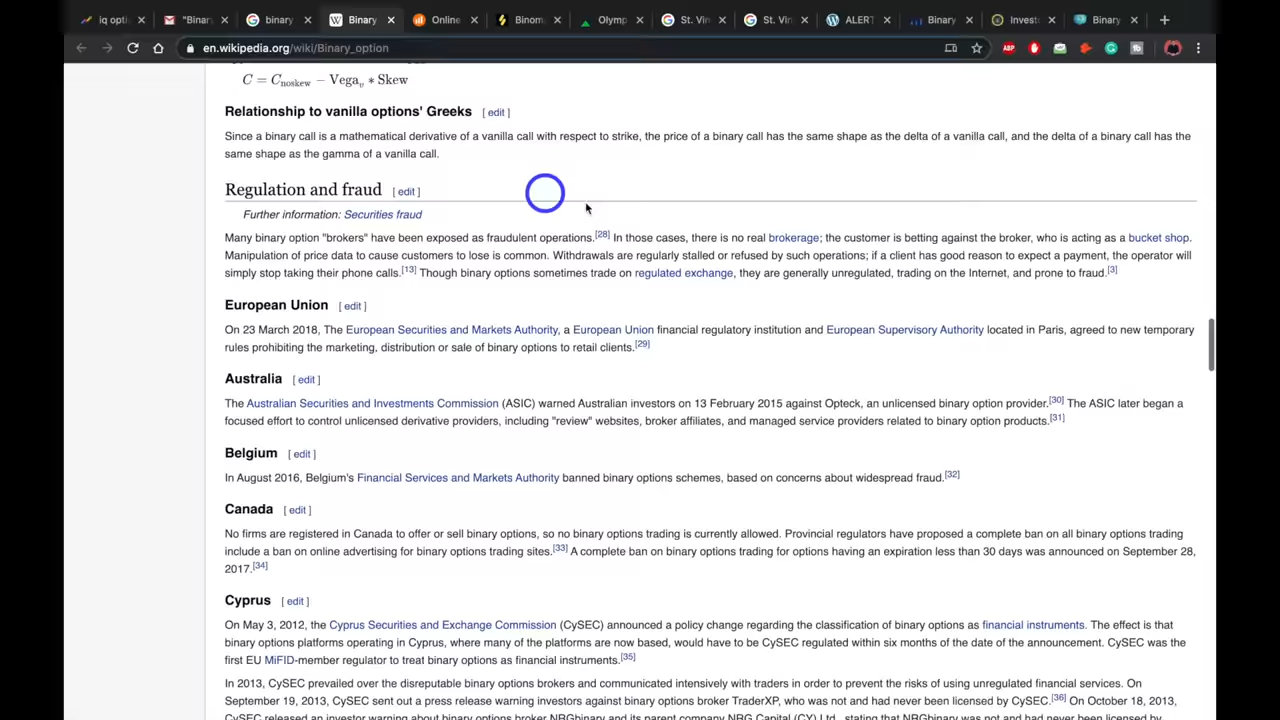 iq optic
"Binary
binary
Binary
Online
Binom
Olymp
St. Vin
St. Vin
ALERT
Binary
Invest
Binary
en.wikipedia.org/wiki/Binary_option
C = Cnoskew − Vegav ∗ Skew
Relationship to vanilla options' Greeks [ edit ]
Since a binary call is a mathematical derivative of a vanilla call with respect to strike, the price of a binary call has the same shape as the delta of a vanilla call, and the delta of a binary call has the
same shape as the gamma of a vanilla call.
Regulation and fraud [ edit ]
Further information: Securities fraud
Many binary option "brokers" have been exposed as fraudulent operations.[28] In those cases, there is no real brokerage; the customer is betting against the broker, who is acting as a bucket shop.
Manipulation of price data to cause customers to lose is common. Withdrawals are regularly stalled or refused by such operations; if a client has good reason to expect a payment, the operator will
simply stop taking their phone calls.[13] Though binary options sometimes trade on regulated exchange, they are generally unregulated, trading on the Internet, and prone to fraud.[3]
European Union [ edit ]
On 23 March 2018, The European Securities and Markets Authority, a European Union financial regulatory institution and European Supervisory Authority located in Paris, agreed to new temporary
rules prohibiting the marketing, distribution or sale of binary options to retail clients.[29]
Australia [ edit ]
The Australian Securities and Investments Commission (ASIC) warned Australian investors on 13 February 2015 against Opteck, an unlicensed binary option provider.[30] The ASIC later began a
focused effort to control unlicensed derivative providers, including "review" websites, broker affiliates, and managed service providers related to binary option products.[31]
Belgium [ edit ]
In August 2016, Belgium's Financial Services and Markets Authority banned binary options schemes, based on concerns about widespread fraud.[32]
Canada [ edit ]
No firms are registered in Canada to offer or sell binary options, so no binary options trading is currently allowed. Provincial regulators have proposed a complete ban on all binary options trading
include a ban on online advertising for binary options trading sites.[33] A complete ban on binary options trading for options having an expiration less than 30 days was announced on September 28,
2017.[34]
Cyprus [ edit ]
On May 3, 2012, the Cyprus Securities and Exchange Commission (CySEC) announced a policy change regarding the classification of binary options as financial instruments. The effect is that
binary options platforms operating in Cyprus, where many of the platforms are now based, would have to be CySEC regulated within six months of the date of the announcement. CySEC was the
first EU MiFID-member regulator to treat binary options as financial instruments.[35]
In 2013, CySEC prevailed over the disreputable binary options brokers and communicated intensively with traders in order to prevent the risks of using unregulated financial services. On
September 19, 2013, CySEC sent out a press release warning investors against binary options broker TraderXP, who was not and had never been licensed by CySEC.[36] On October 18, 2013,
CySEC released an investor warning about binary options broker NRGbinary and its parent company NRG Capital (CY) Ltd., stating that NRGbinary was not and had never been licensed by